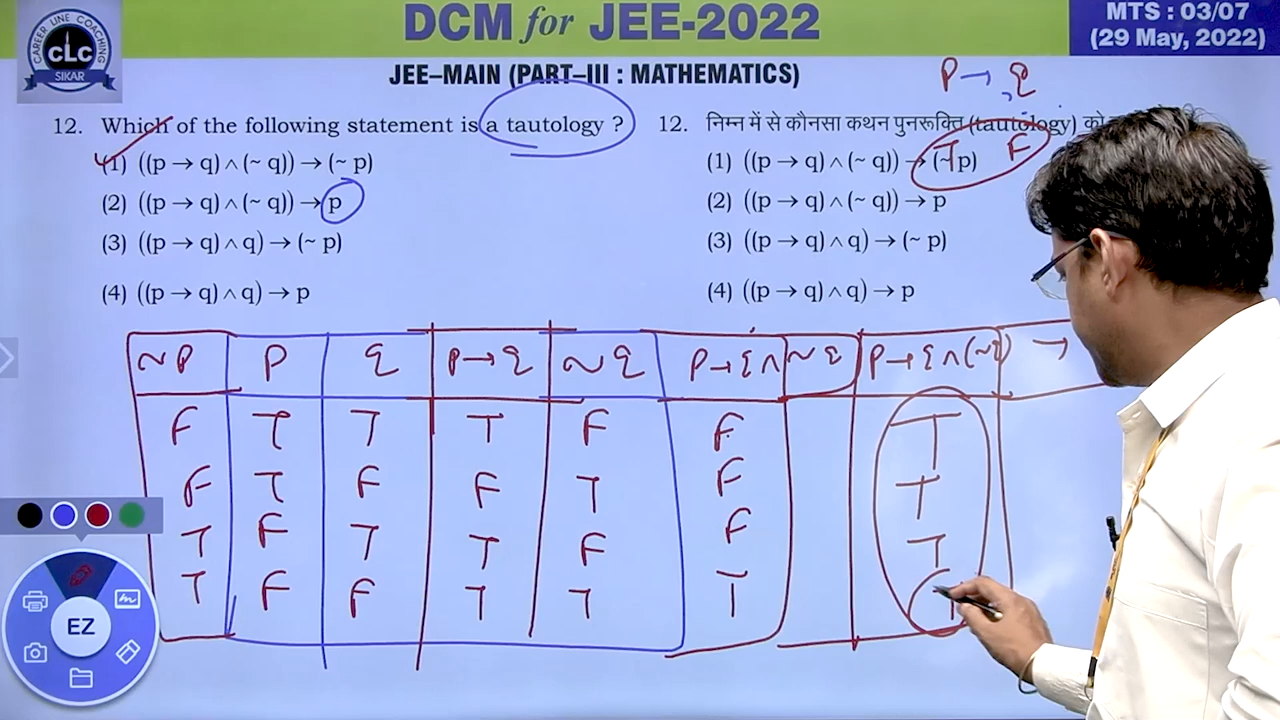 DCM for JEE-2022
MTS : 03/07
(29 May, 2022)
CAREER LINE COACHING
CLC
SIKAR
JEE–MAIN (PART–III : MATHEMATICS)
P → q
12. Which of the following statement is a tautology ?
(1) ((p → q) ∧ (~ q)) → (~ p)
(2) ((p → q) ∧ (~ q)) → p
(3) ((p → q) ∧ q) → (~ p)
(4) ((p → q) ∧ q) → p
12. निम्न में से कौनसा कथन पुनरूक्ति (tautology) को
(1) ((p → q) ∧ (~ q)) → (~ p) T F
(2) ((p → q) ∧ (~ q)) → p
(3) ((p → q) ∧ q) → (~ p)
(4) ((p → q) ∧ q) → p
~P P q P→q ~q P→q ∧ ~q P→q ∧ (~q) →
F T T T F F T
F T F F T F T
T F T T F F T
T F F T T T T
EZ